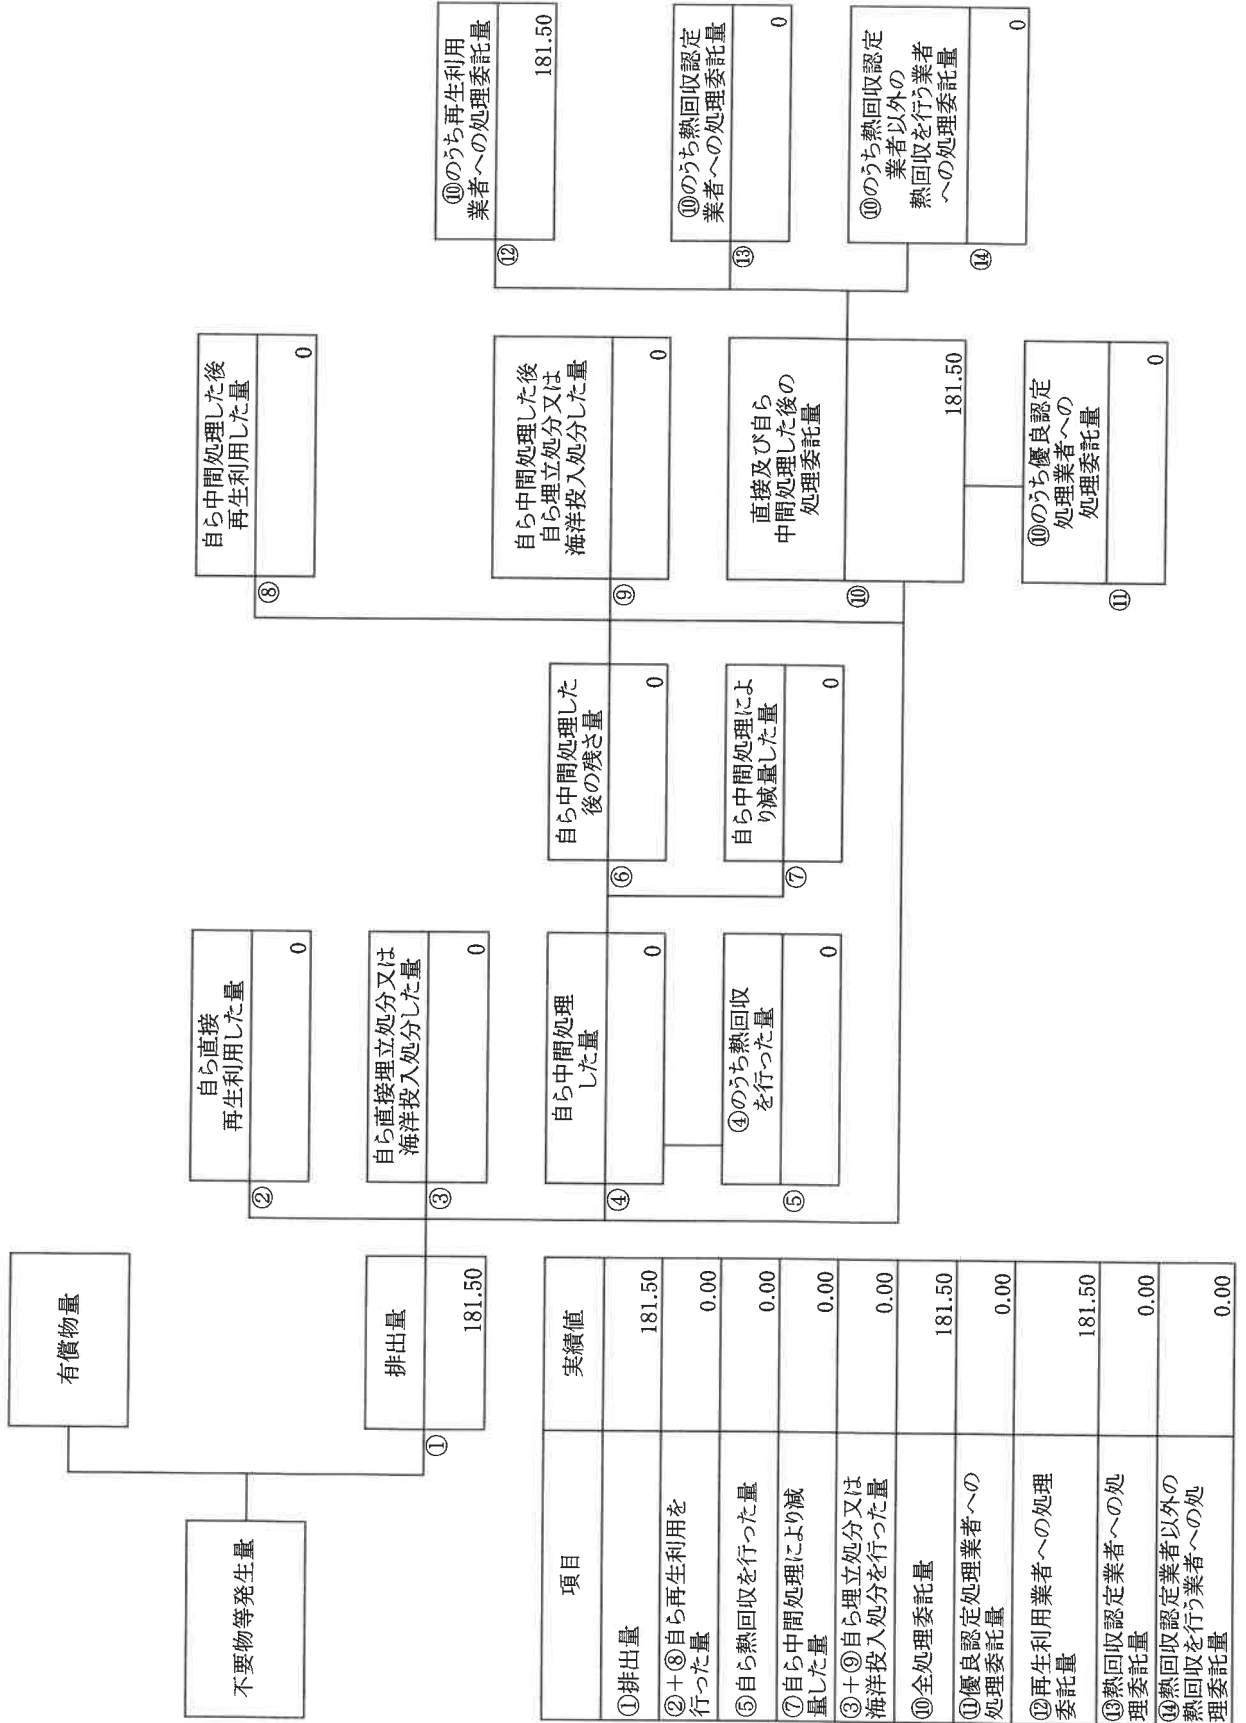 不要物等発生量
有償物量
①
排出量
181.50
②
自ら直接
再生利用した量
0
③
自ら直接埋立処分又は
海洋投入処分した量
0
④
自ら中間処理
した量
0
⑤
④のうち熱回収
を行った量
0
⑥
自ら中間処理した
後の残さ量
0
⑦
自ら中間処理によ
り減量した量
0
⑧
自ら中間処理した後
再生利用した量
0
⑨
自ら中間処理した後
自ら埋立処分又は
海洋投入処分した量
0
⑩
直接及び自ら
中間処理した後の
処理委託量
181.50
⑪
⑩のうち優良認定
処理業者への
処理委託量
0
⑫
⑩のうち再生利用
業者への処理委託量
181.50
⑬
⑩のうち熱回収認定
業者への処理委託量
0
⑭
⑩のうち熱回収認定
業者以外の
熱回収を行う業者
への処理委託量
0
項目 実績値
①排出量 181.50
②+⑧自ら再生利用を
行った量 0.00
⑤自ら熱回収を行った量 0.00
⑦自ら中間処理により減
量した量 0.00
③+⑨自ら埋立処分又は
海洋投入処分を行った量 0.00
⑩全処理委託量 181.50
⑪優良認定処理業者への
処理委託量 0.00
⑫再生利用業者への処理
委託量 181.50
⑬熱回収認定業者への処
理委託量 0.00
⑭熱回収認定業者以外の
熱回収を行う業者への処
理委託量 0.00